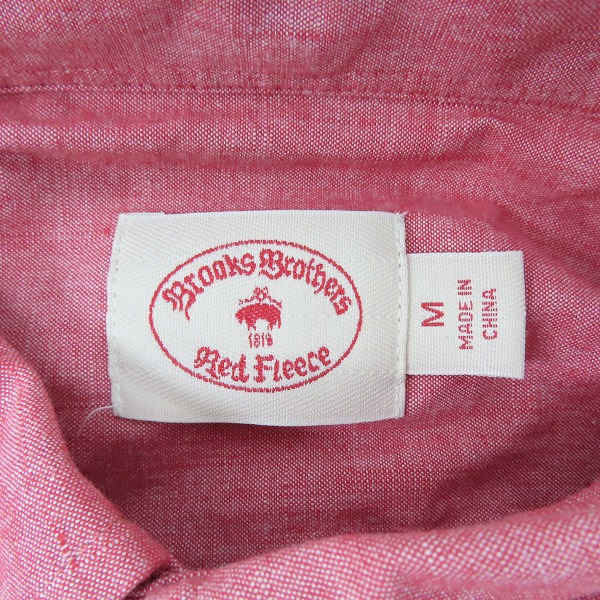 Brooks Brothers
1818
Red Fleece
M
MADE IN
CHINA